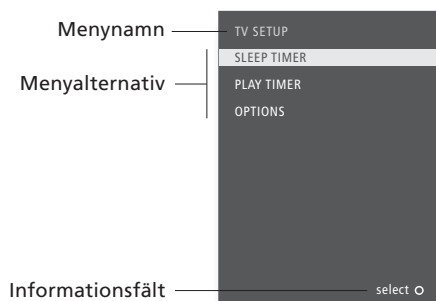 Menynamn
TV SETUP
SLEEP TIMER
Menyalternativ
PLAY TIMER
OPTIONS
Informationsfält
select